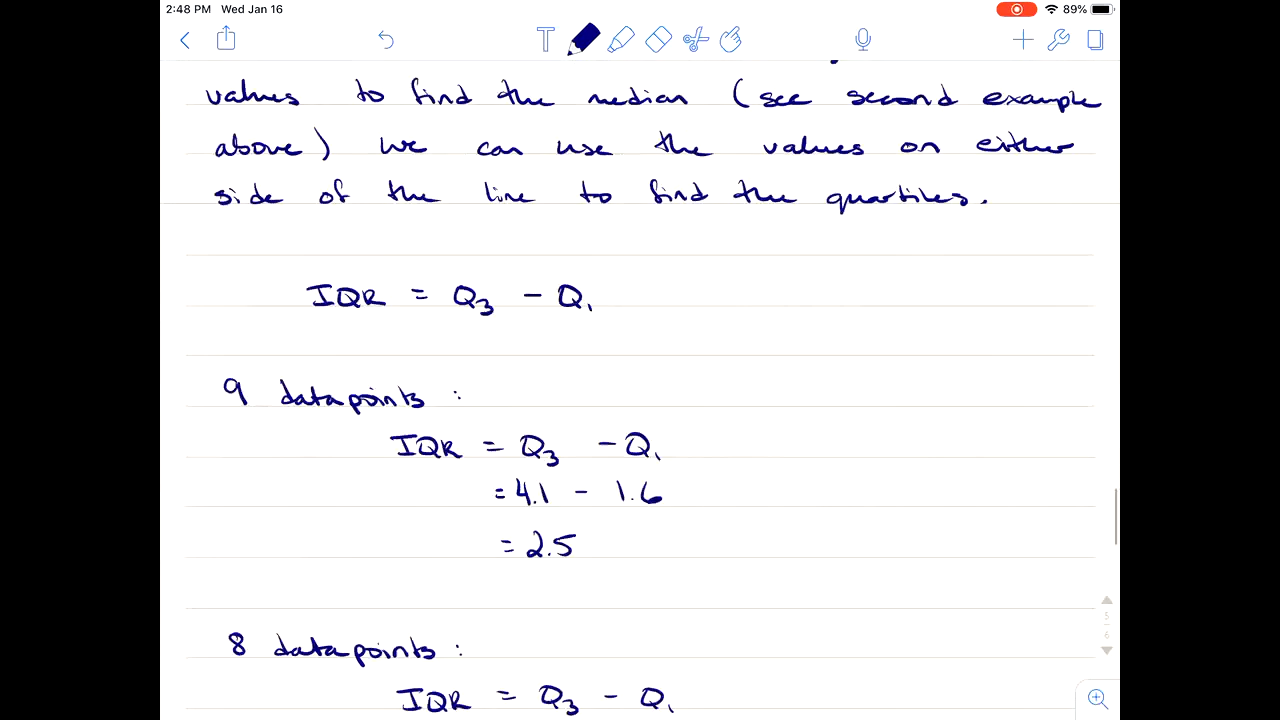 2:48 PM Wed Jan 16 89%
T
values to find the median (see second example
above) we can use the values on either
side of the line to find the quartiles.
IQR = Q3 - Q1
9 datapoints :
IQR = Q3 - Q1
= 4.1 - 1.6
= 2.5
5
6
8 datapoints :
IQR = Q3 - Q1